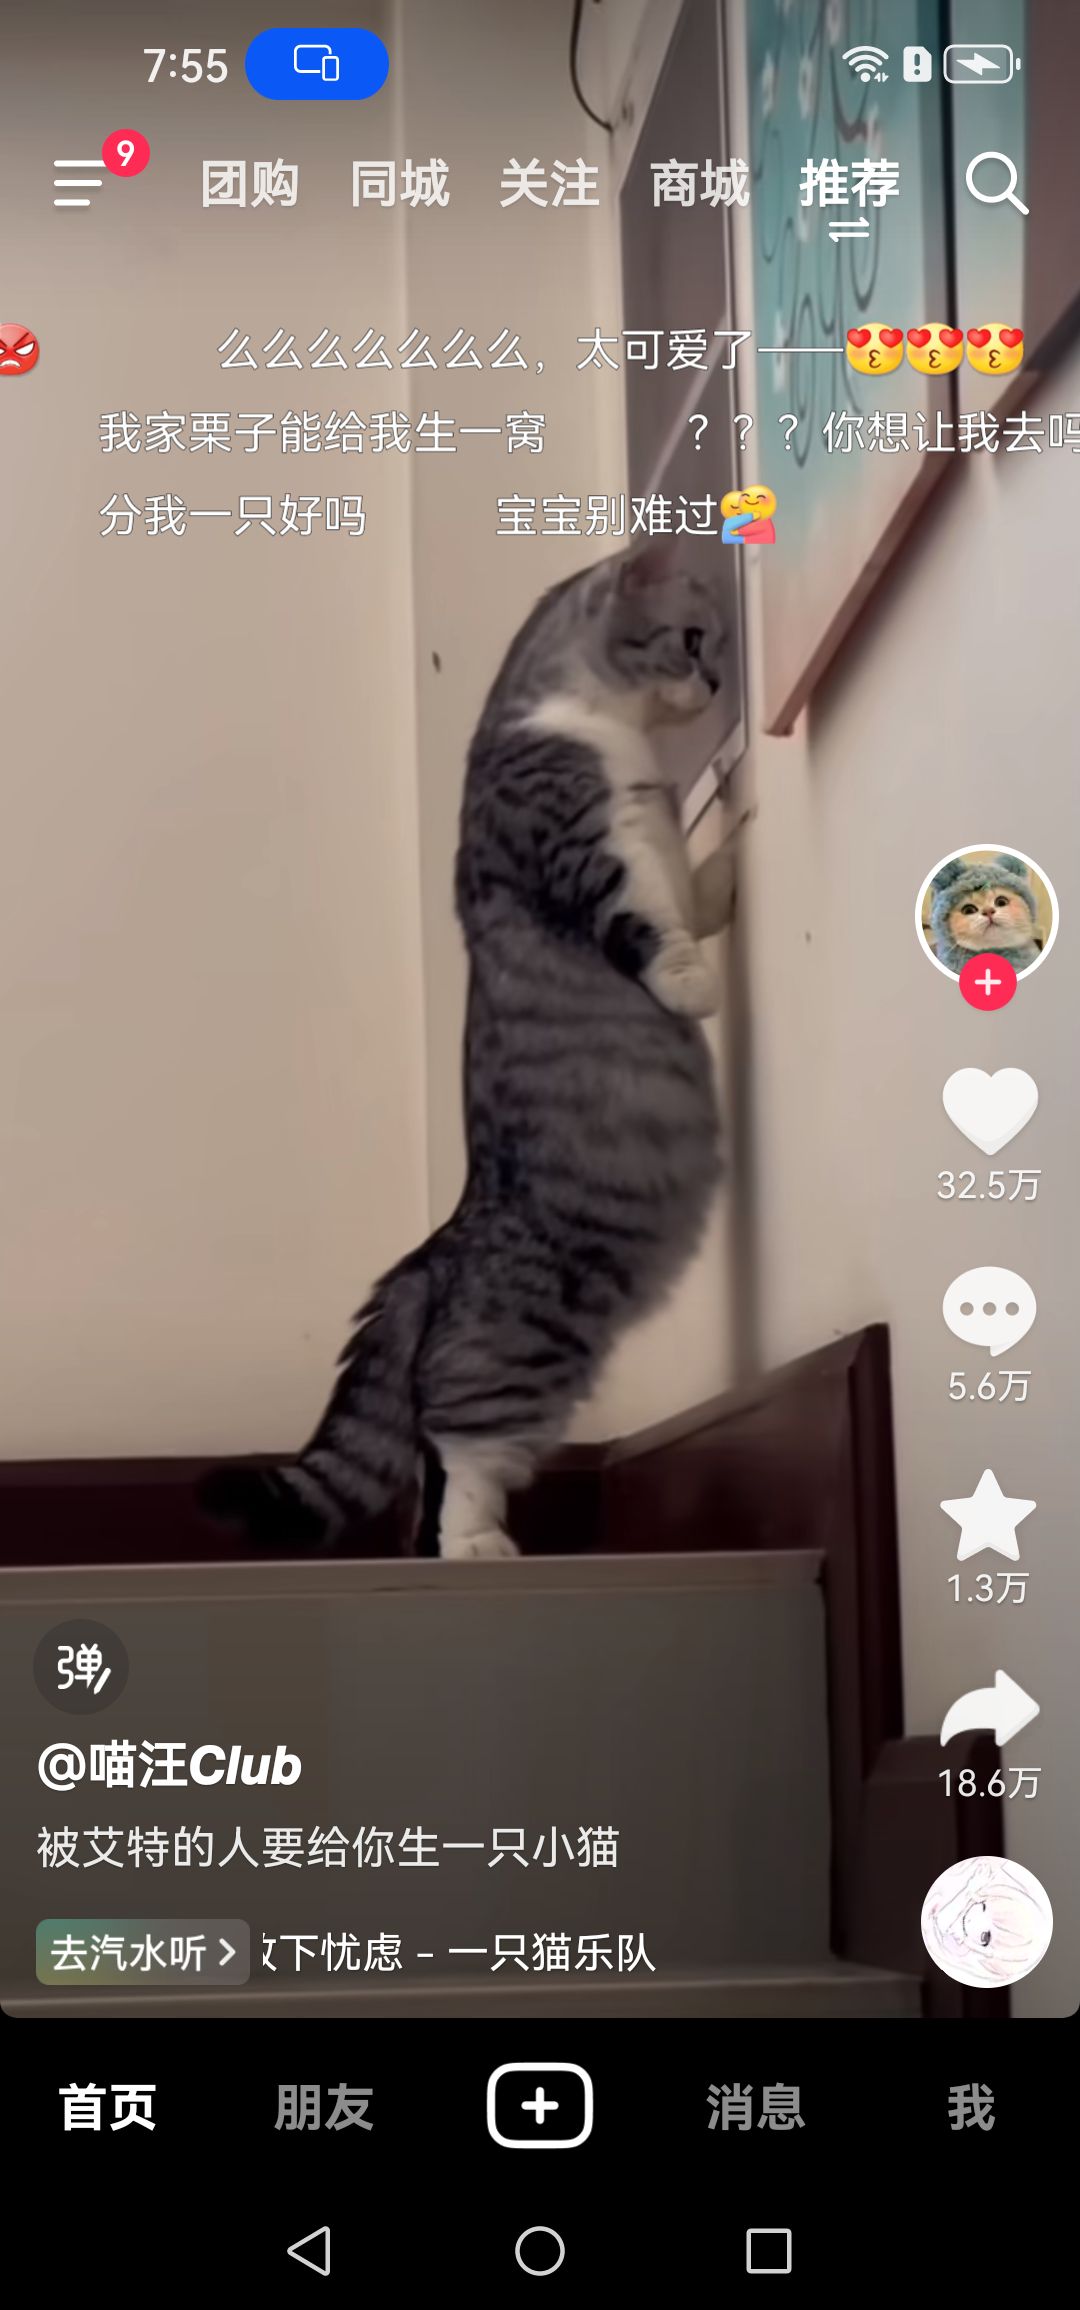 7:55
9
团购 同城 关注 商城 推荐
么么么么么么么，太可爱了——
我家栗子能给我生一窝 ？？？你想让我去吗
分我一只好吗 宝宝别难过
32.5万
5.6万
1.3万
18.6万
弹
@喵汪Club
被艾特的人要给你生一只小猫
去汽水听 下忧虑 - 一只猫乐队
首页 朋友 消息 我